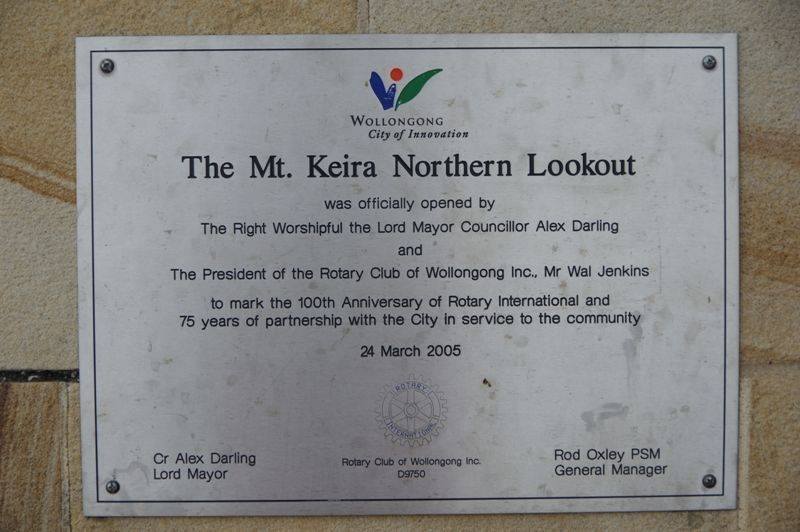 WOLLONGONG
City of Innovation
The Mt. Keira Northern Lookout
was officially opened by
The Right Worshipful the Lord Mayor Councillor Alex Darling
and
The President of the Rotary Club of Wollongong Inc., Mr Wal Jenkins
to mark the 100th Anniversary of Rotary International and
75 years of partnership with the City in service to the community
24 March 2005
ROTARY
INTERNATIONAL
Cr Alex Darling
Lord Mayor
Rotary Club of Wollongong Inc.
D9750
Rod Oxley PSM
General Manager